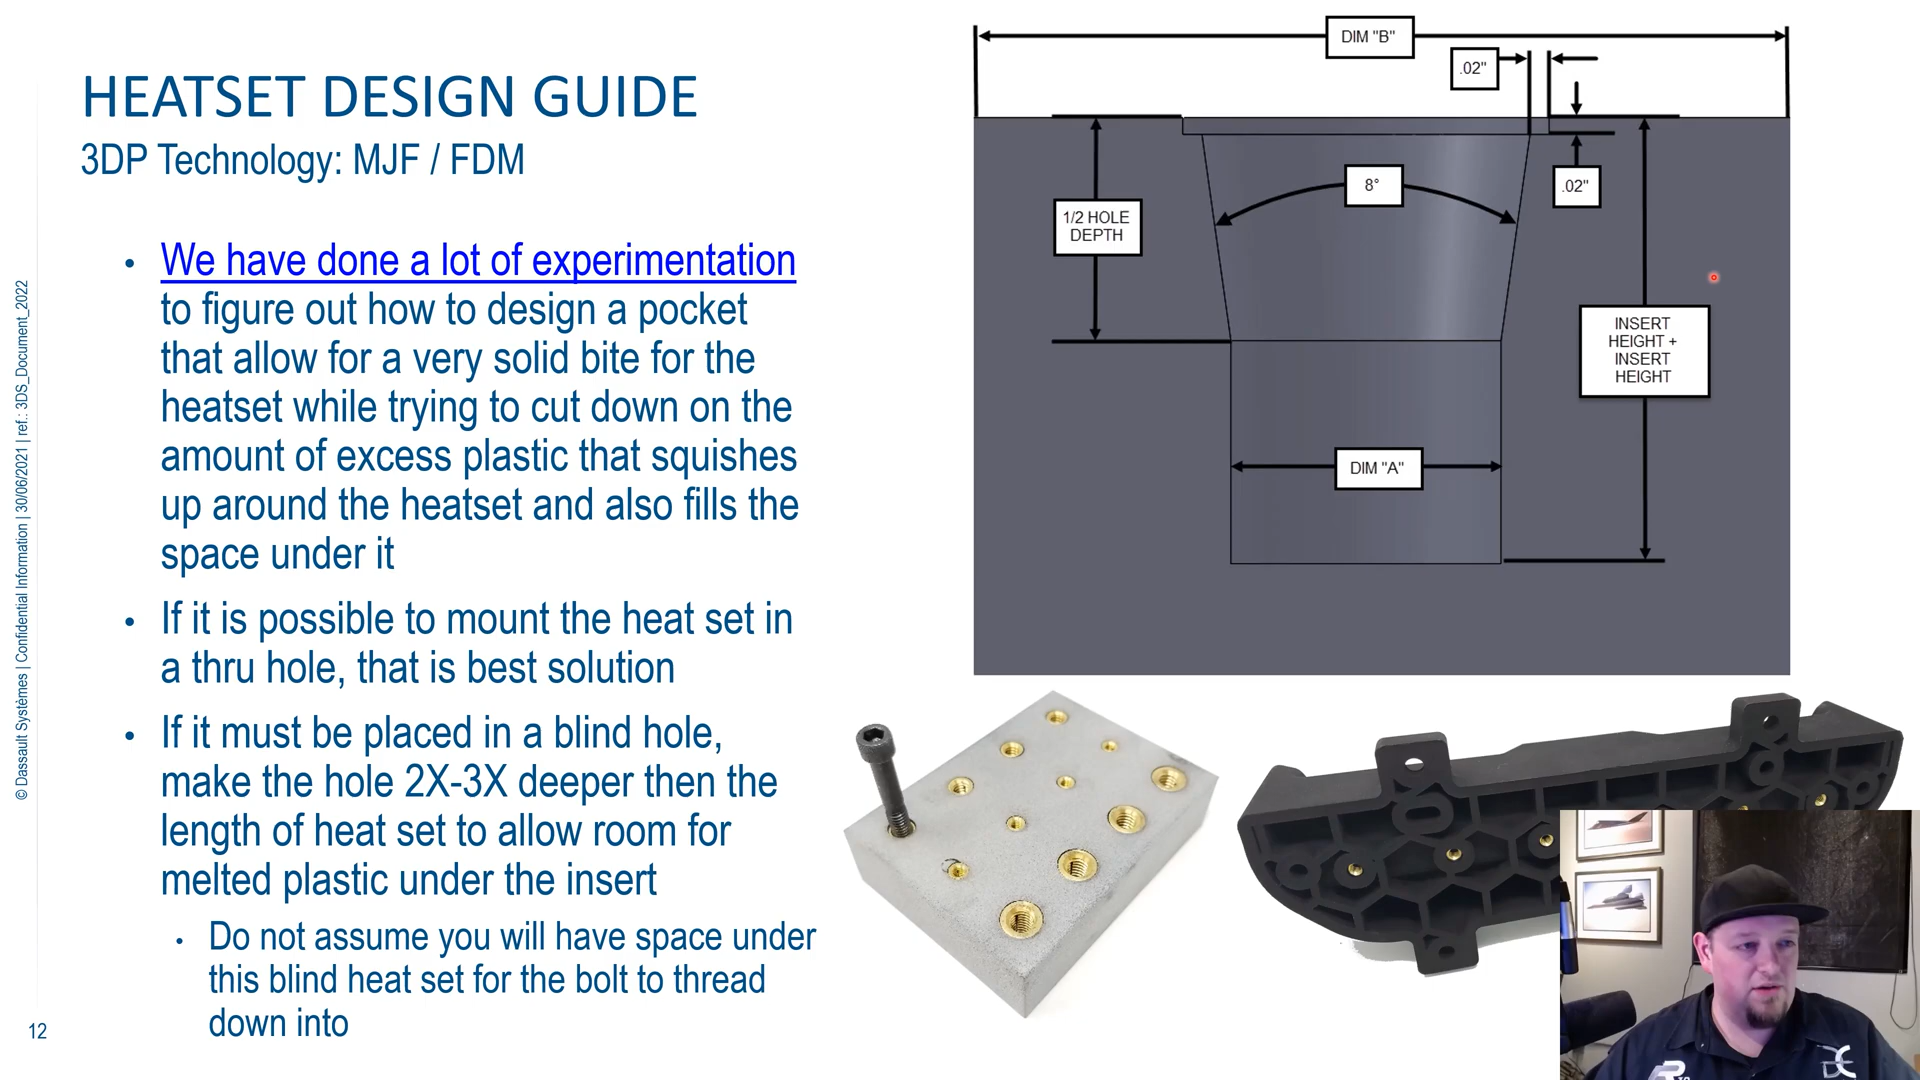 HEATSET DESIGN GUIDE
3DP Technology: MJF / FDM
We have done a lot of experimentation
to figure out how to design a pocket
that allow for a very solid bite for the
heatset while trying to cut down on the
amount of excess plastic that squishes
up around the heatset and also fills the
space under it
If it is possible to mount the heat set in
a thru hole, that is best solution
If it must be placed in a blind hole,
make the hole 2X-3X deeper then the
length of heat set to allow room for
melted plastic under the insert
Do not assume you will have space under
this blind heat set for the bolt to thread
down into
DIM "B"
.02"
.02"
8°
1/2 HOLE
DEPTH
INSERT
HEIGHT +
INSERT
HEIGHT
DIM "A"
© Dassault Systèmes | Confidential Information | 30/06/2021 | ref.: 3DS_Document_2022
12